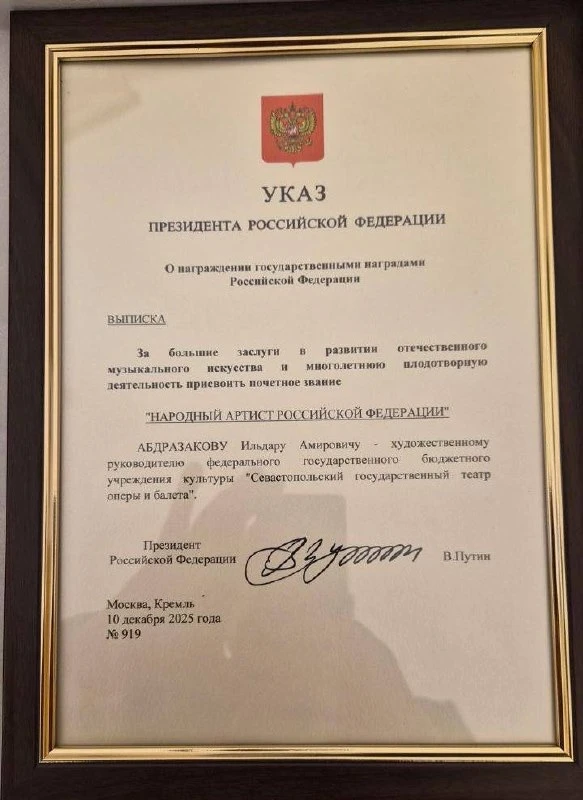 УКАЗ
ПРЕЗИДЕНТА РОССИЙСКОЙ ФЕДЕРАЦИИ
О награждении государственными наградами
Российской Федерации
ВЫПИСКА
За большие заслуги в развитии отечественного
музыкального искусства и многолетнюю плодотворную
деятельность присвоить почетное звание
"НАРОДНЫЙ АРТИСТ РОССИЙСКОЙ ФЕДЕРАЦИИ"
АБДРАЗАКОВУ Ильдару Амировичу - художественному
руководителю федерального государственного бюджетного
учреждения культуры "Севастопольский государственный театр
оперы и балета".
Президент
Российской Федерации
В.Путин
Москва, Кремль
10 декабря 2025 года
№ 919